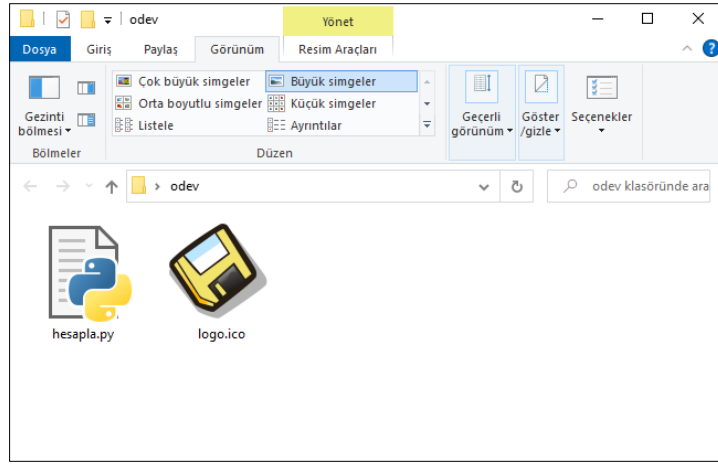 odev
Yönet
Dosya
Giriş
Paylaş
Görünüm
Resim Araçları
Çok büyük simgeler
Büyük simgeler
Orta boyutlu simgeler
Küçük simgeler
Listele
Ayrıntılar
Gezinti
bölmesi
Geçerli
görünüm
Göster
/gizle
Seçenekler
Bölmeler
Düzen
odev
odev klasöründe ara
hesapla.py
logo.ico